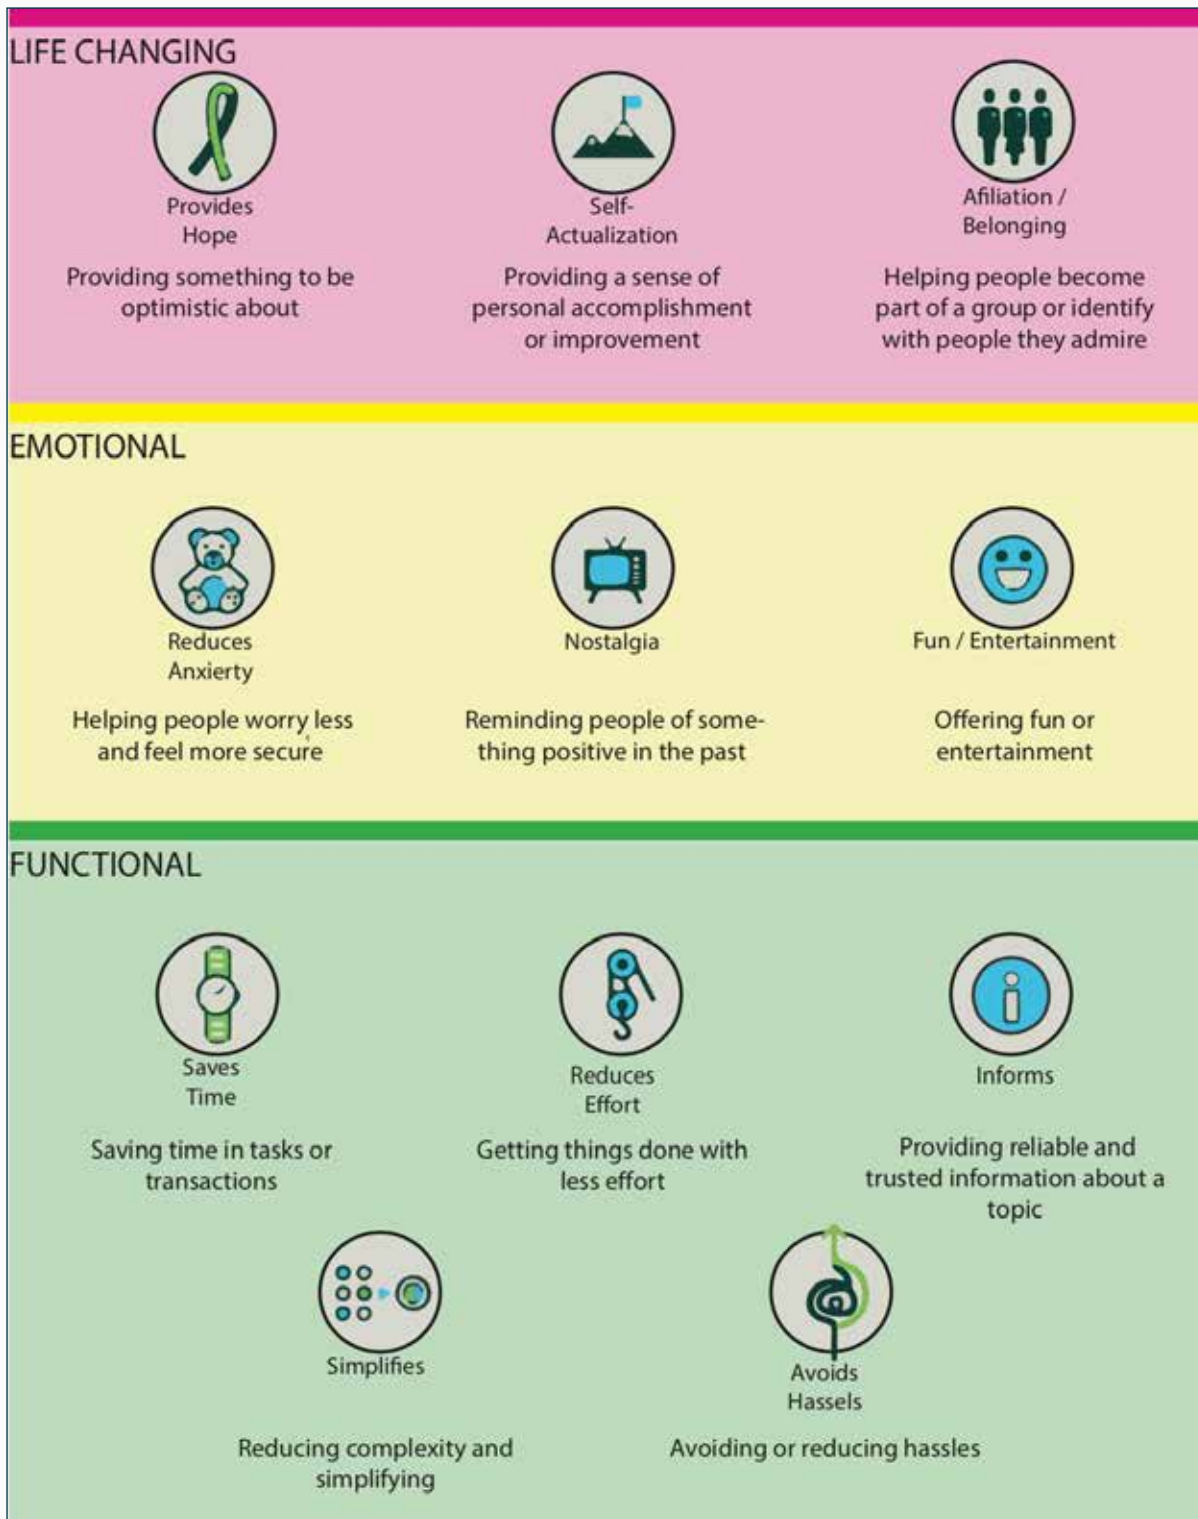 LIFE CHANGING
Provides
Hope
Providing something to be
optimistic about
Self-
Actualization
Providing a sense of
personal accomplishment
or improvement
Afiliation /
Belonging
Helping people become
part of a group or identify
with people they admire
EMOTIONAL
Reduces
Anxierty
Helping people worry less
and feel more secure
Nostalgia
Reminding people of some-
thing positive in the past
Fun / Entertainment
Offering fun or
entertainment
FUNCTIONAL
Saves
Time
Saving time in tasks or
transactions
Reduces
Effort
Getting things done with
less effort
Informs
Providing reliable and
trusted information about a
topic
Simplifies
Reducing complexity and
simplifying
Avoids
Hassels
Avoiding or reducing hassles